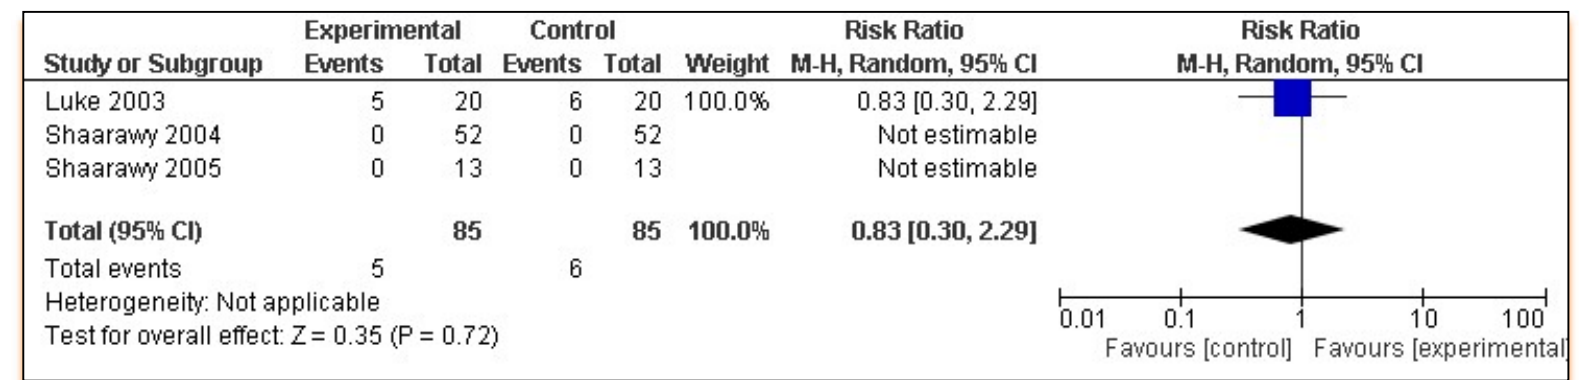 Experimental Control Risk Ratio Risk Ratio
Study or Subgroup Events Total Events Total Weight M-H, Random, 95% CI M-H, Random, 95% CI
Luke 2003 5 20 6 20 100.0% 0.83 [0.30, 2.29]
Shaarawy 2004 0 52 0 52 Not estimable
Shaarawy 2005 0 13 0 13 Not estimable
Total (95% CI) 85 85 100.0% 0.83 [0.30, 2.29]
Total events 5 6
Heterogeneity: Not applicable
Test for overall effect: Z = 0.35 (P = 0.72)
0.01 0.1 1 10 100
Favours [control] Favours [experimental]